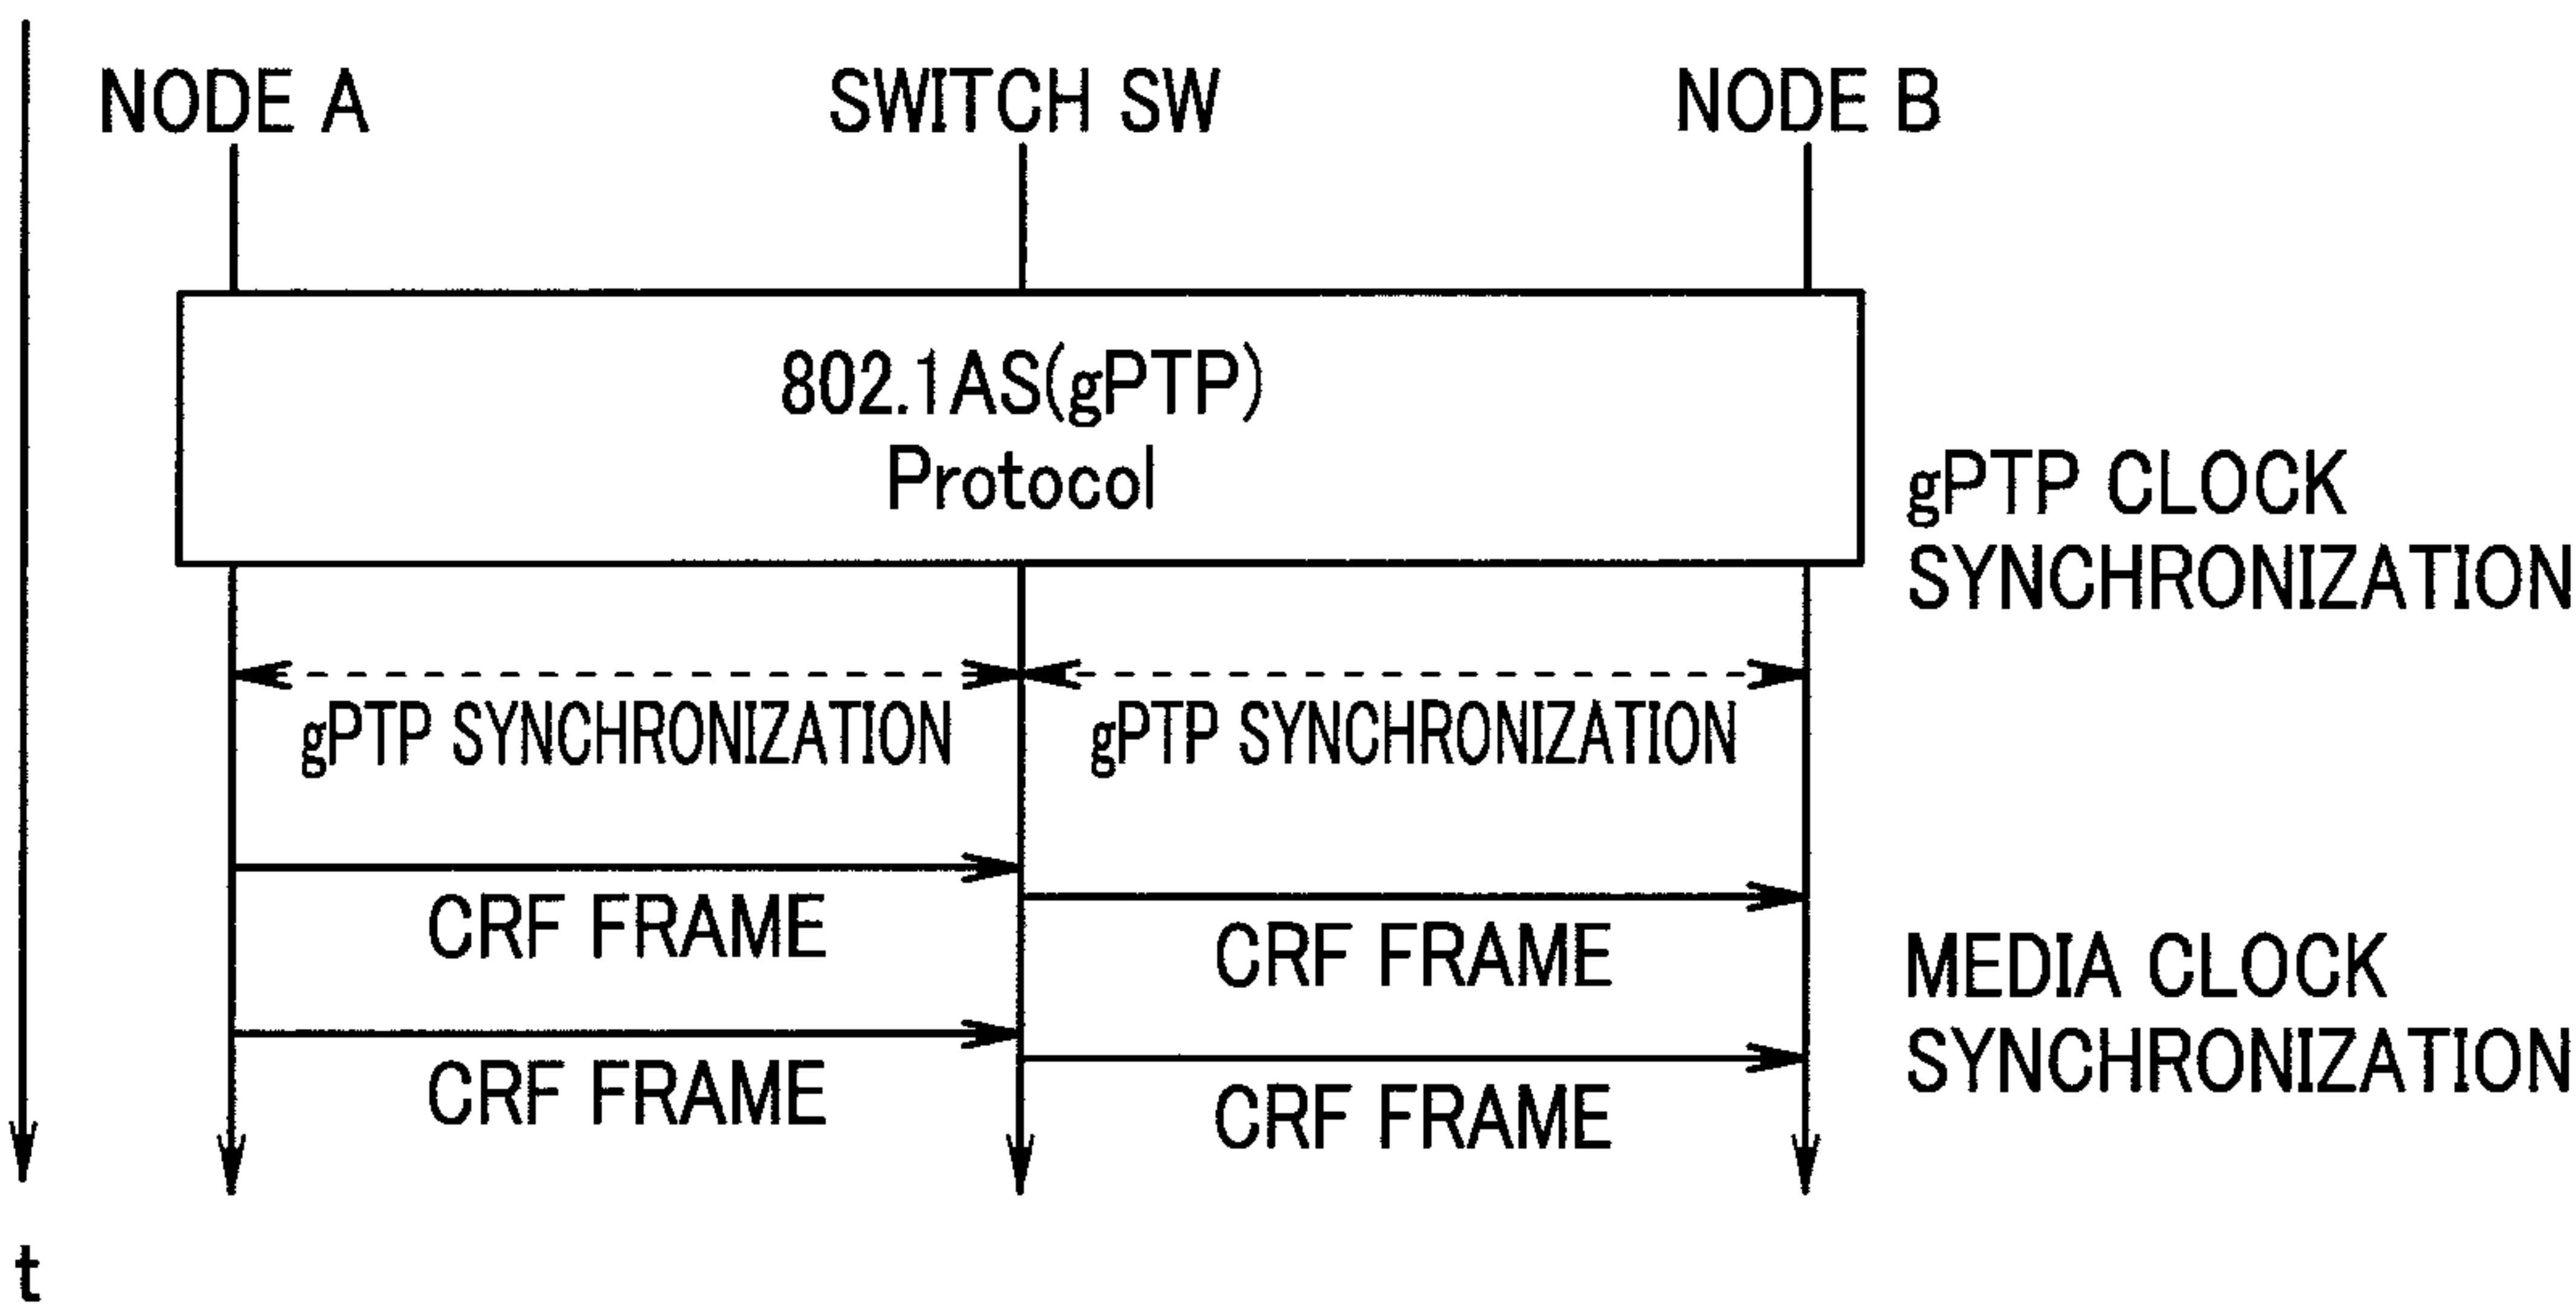 NODE A
SWITCH SW
NODE B
802.1AS(gPTP)
Protocol
gPTP CLOCK
SYNCHRONIZATION
gPTP SYNCHRONIZATION
gPTP SYNCHRONIZATION
CRF FRAME
CRF FRAME
MEDIA CLOCK
SYNCHRONIZATION
CRF FRAME
CRF FRAME
t